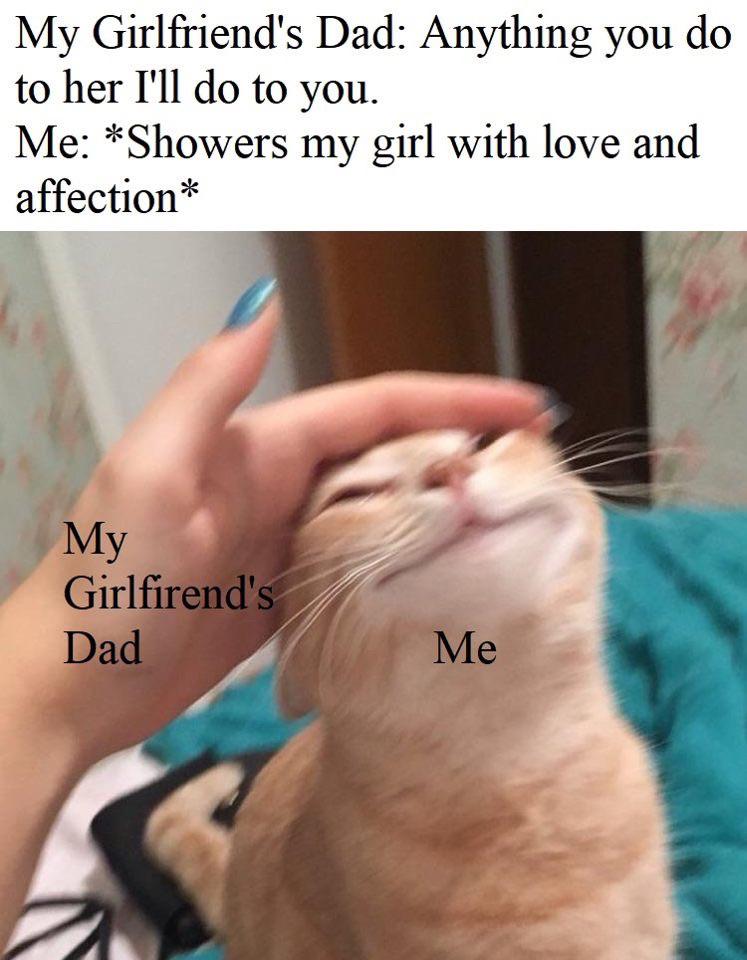 My Girlfriend's Dad: Anything you do
to her I'll do to you.
Me: *Showers my girl with love and
affection*
My
Girlfirend's
Dad
Me